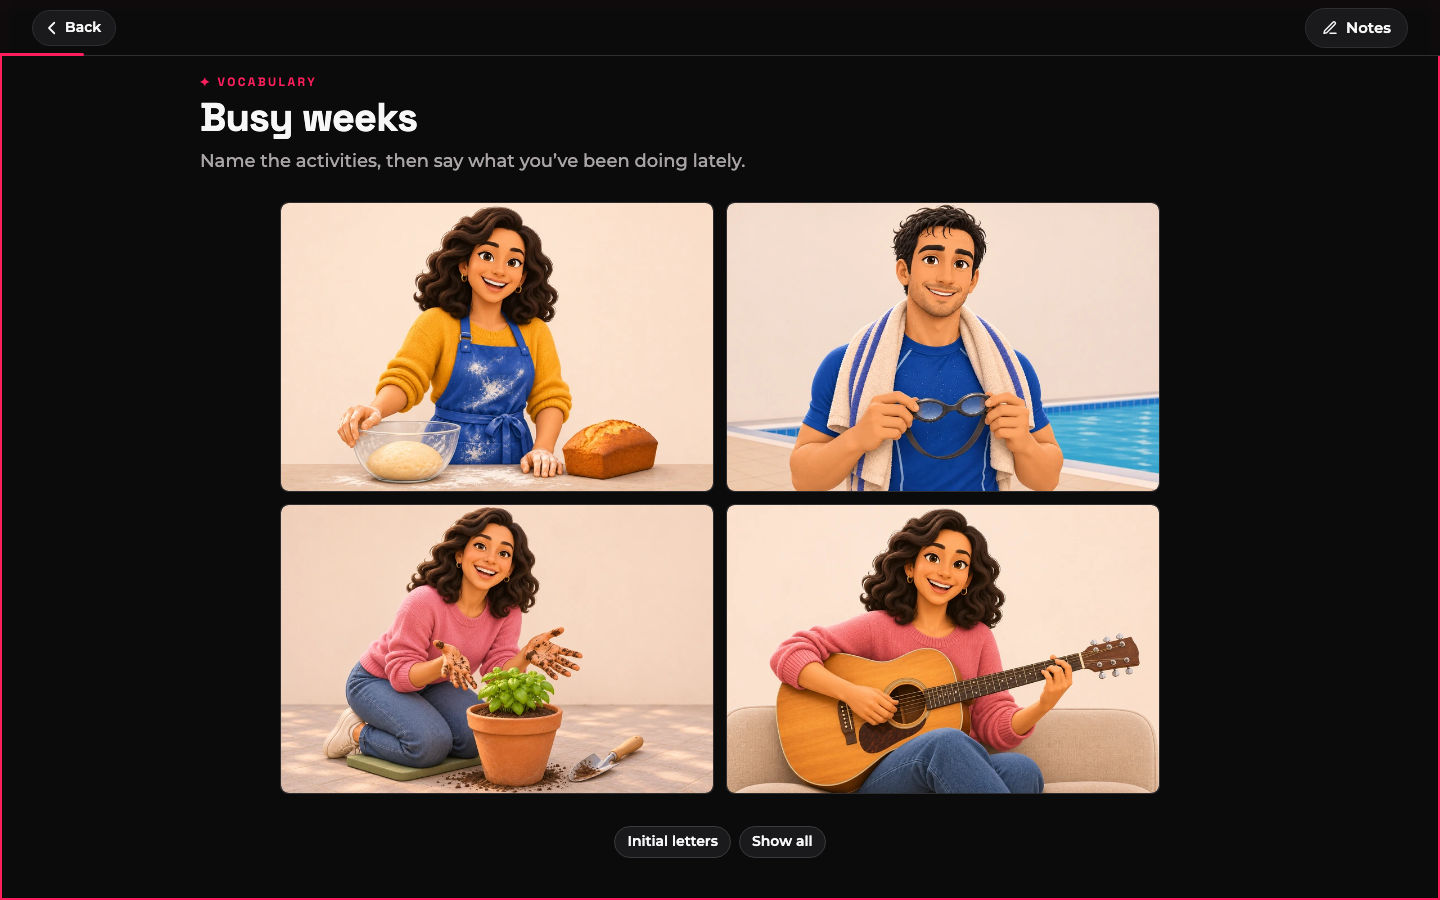 Back
Notes
VOCABULARY
Busy weeks
Name the activities, then say what you’ve been doing lately.
Initial letters
Show all